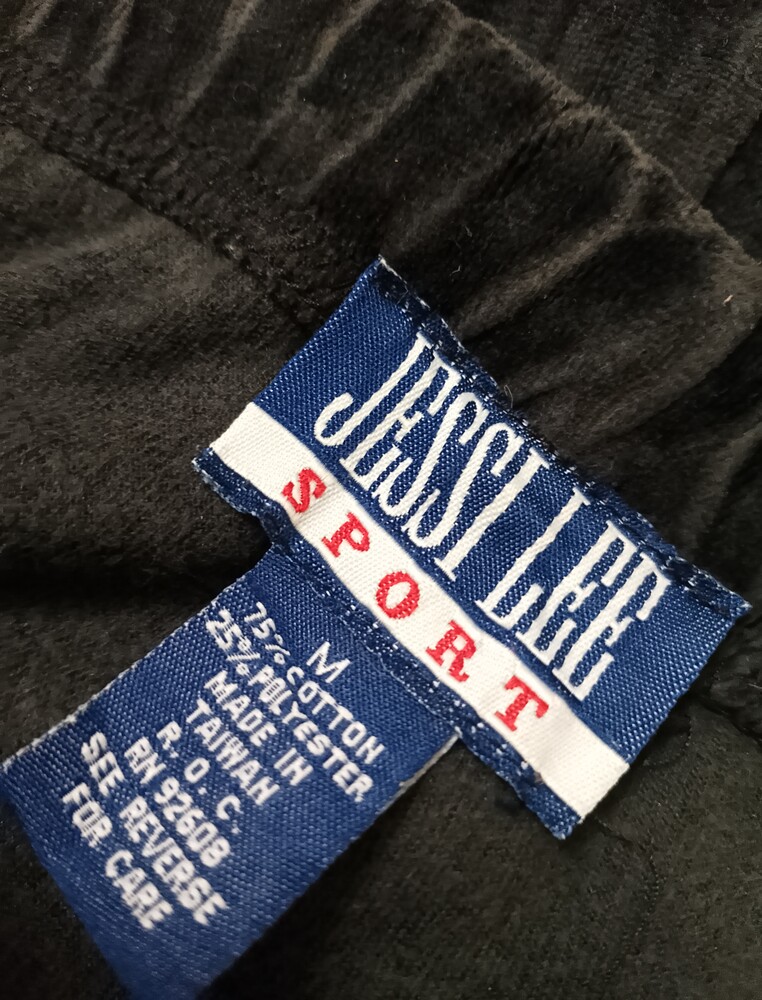 JESSI LEE
SPORT
M
75% COTTON
25% POLYESTER
MADE IN
TAIWAN
R. O. C.
RN 92608
SEE REVERSE
FOR CARE